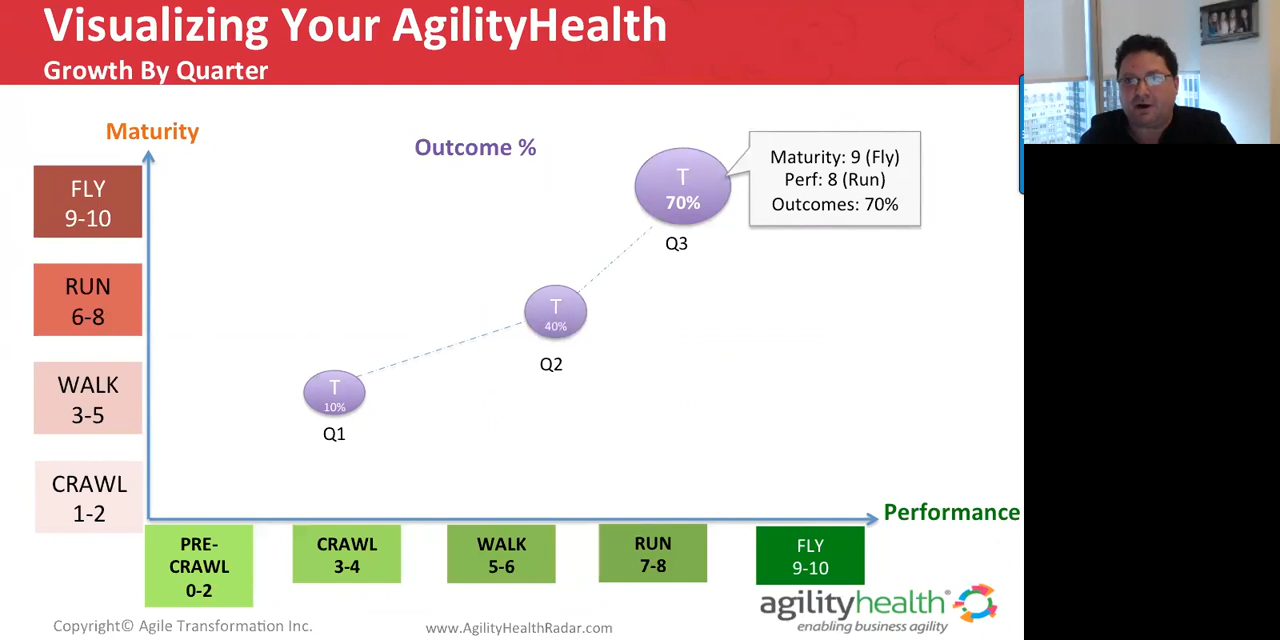 Visualizing Your AgilityHealth
Growth By Quarter
Maturity
Outcome %
FLY
9-10
RUN
6-8
WALK
3-5
CRAWL
1-2
T
70%
Q3
Maturity: 9 (Fly)
Perf: 8 (Run)
Outcomes: 70%
T
40%
Q2
T
10%
Q1
Performance
PRE-
CRAWL
0-2
CRAWL
3-4
WALK
5-6
RUN
7-8
FLY
9-10
agilityhealth®
enabling business agility
Copyright© Agile Transformation Inc.
www.AgilityHealthRadar.com